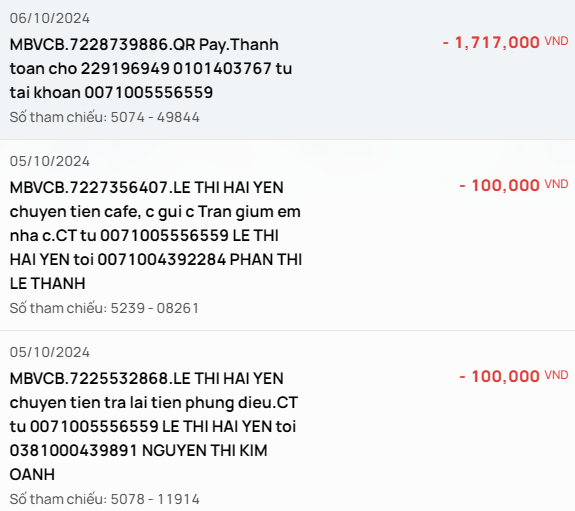 06/10/2024
MBVCB.7228739886.QR Pay.Thanh
- 1,717,000 VND
toan cho 229196949 0101403767 tu
tai khoan 0071005556559
Số tham chiếu: 5074 - 49844
05/10/2024
MBVCB.7227356407.LE THI HAI YEN
- 100,000 VND
chuyen tien cafe, c gui c Tran gium em
nha c.CT tu 0071005556559 LE THI
HAI YEN toi 0071004392284 PHAN THI
LE THANH
Số tham chiếu: 5239 - 08261
05/10/2024
MBVCB.7225532868.LE THI HAI YEN
- 100,000 VND
chuyen tien tra lai tien phung dieu.CT
tu 0071005556559 LE THI HAI YEN toi
0381000439891 NGUYEN THI KIM
OANH
Số tham chiếu: 5078 - 11914